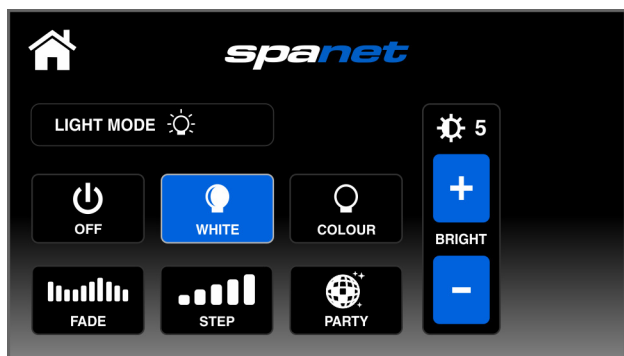 spanet
LIGHT MODE
5
OFF
WHITE
COLOUR
+
BRIGHT
-
FADE
STEP
PARTY